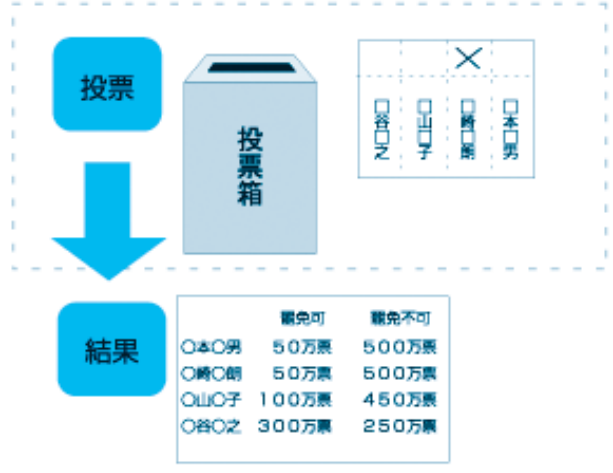 投票
投票箱
×
□本□男
□崎□朗
□山□子
□谷□之
結果
罷免可 罷免不可
○本○男 50万票 500万票
○崎○朗 50万票 500万票
○山○子 100万票 450万票
○谷○之 300万票 250万票